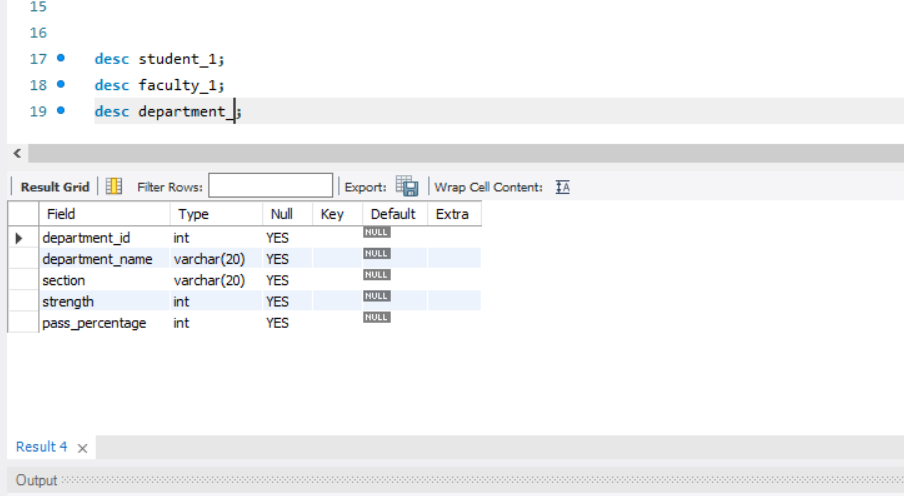 15
16
17 desc student_1;
18 desc faculty_1;
19 desc department_;
Result Grid Filter Rows: Export: Wrap Cell Content: IA
Field Type Null Key Default Extra
department_id int YES NULL
department_name varchar(20) YES NULL
section varchar(20) YES NULL
strength int YES NULL
pass_percentage int YES NULL
Result 4 ×
Output